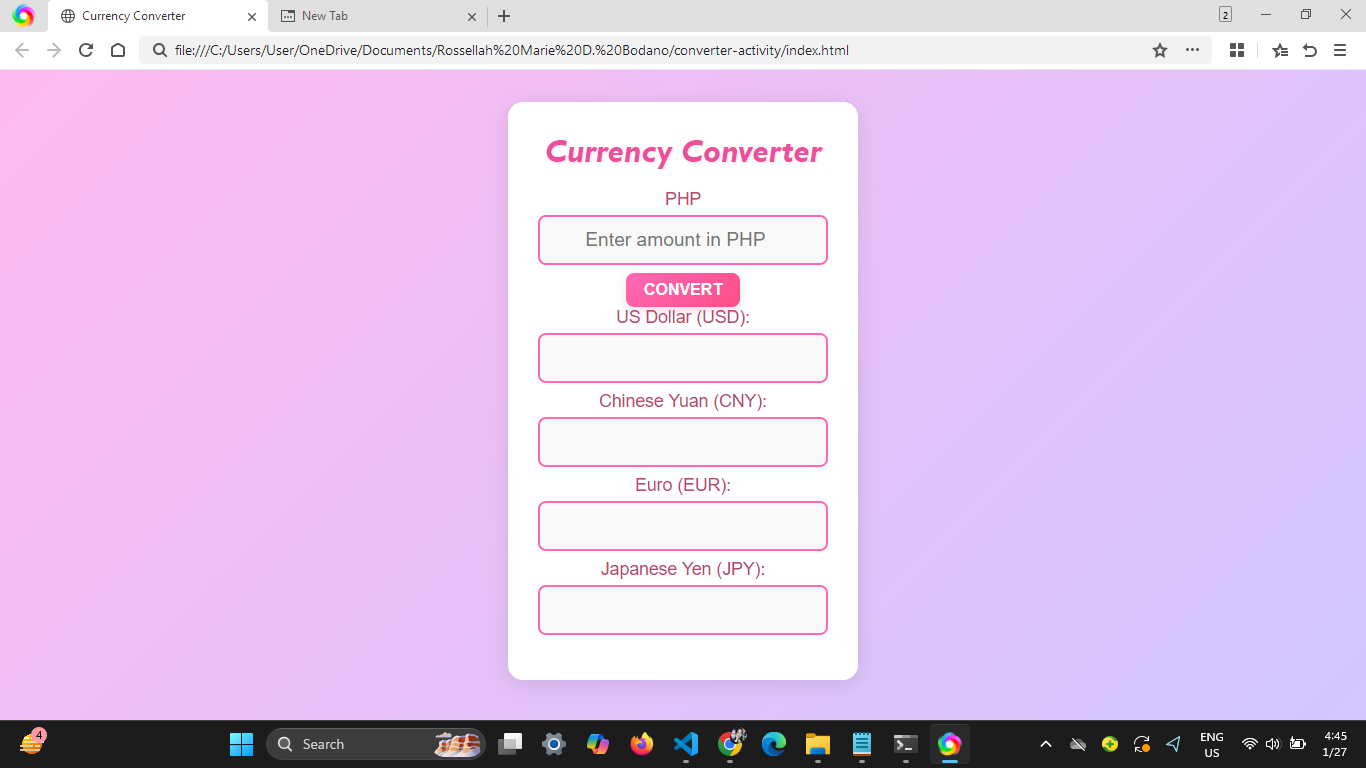 Currency Converter
New Tab
2
file:///C:/Users/User/OneDrive/Documents/Rossellah%20Marie%20D.%20Bodano/converter-activity/index.html
Currency Converter
PHP
Enter amount in PHP
CONVERT
US Dollar (USD):
Chinese Yuan (CNY):
Euro (EUR):
Japanese Yen (JPY):
4
Search
ENG
US
4:45
1/27